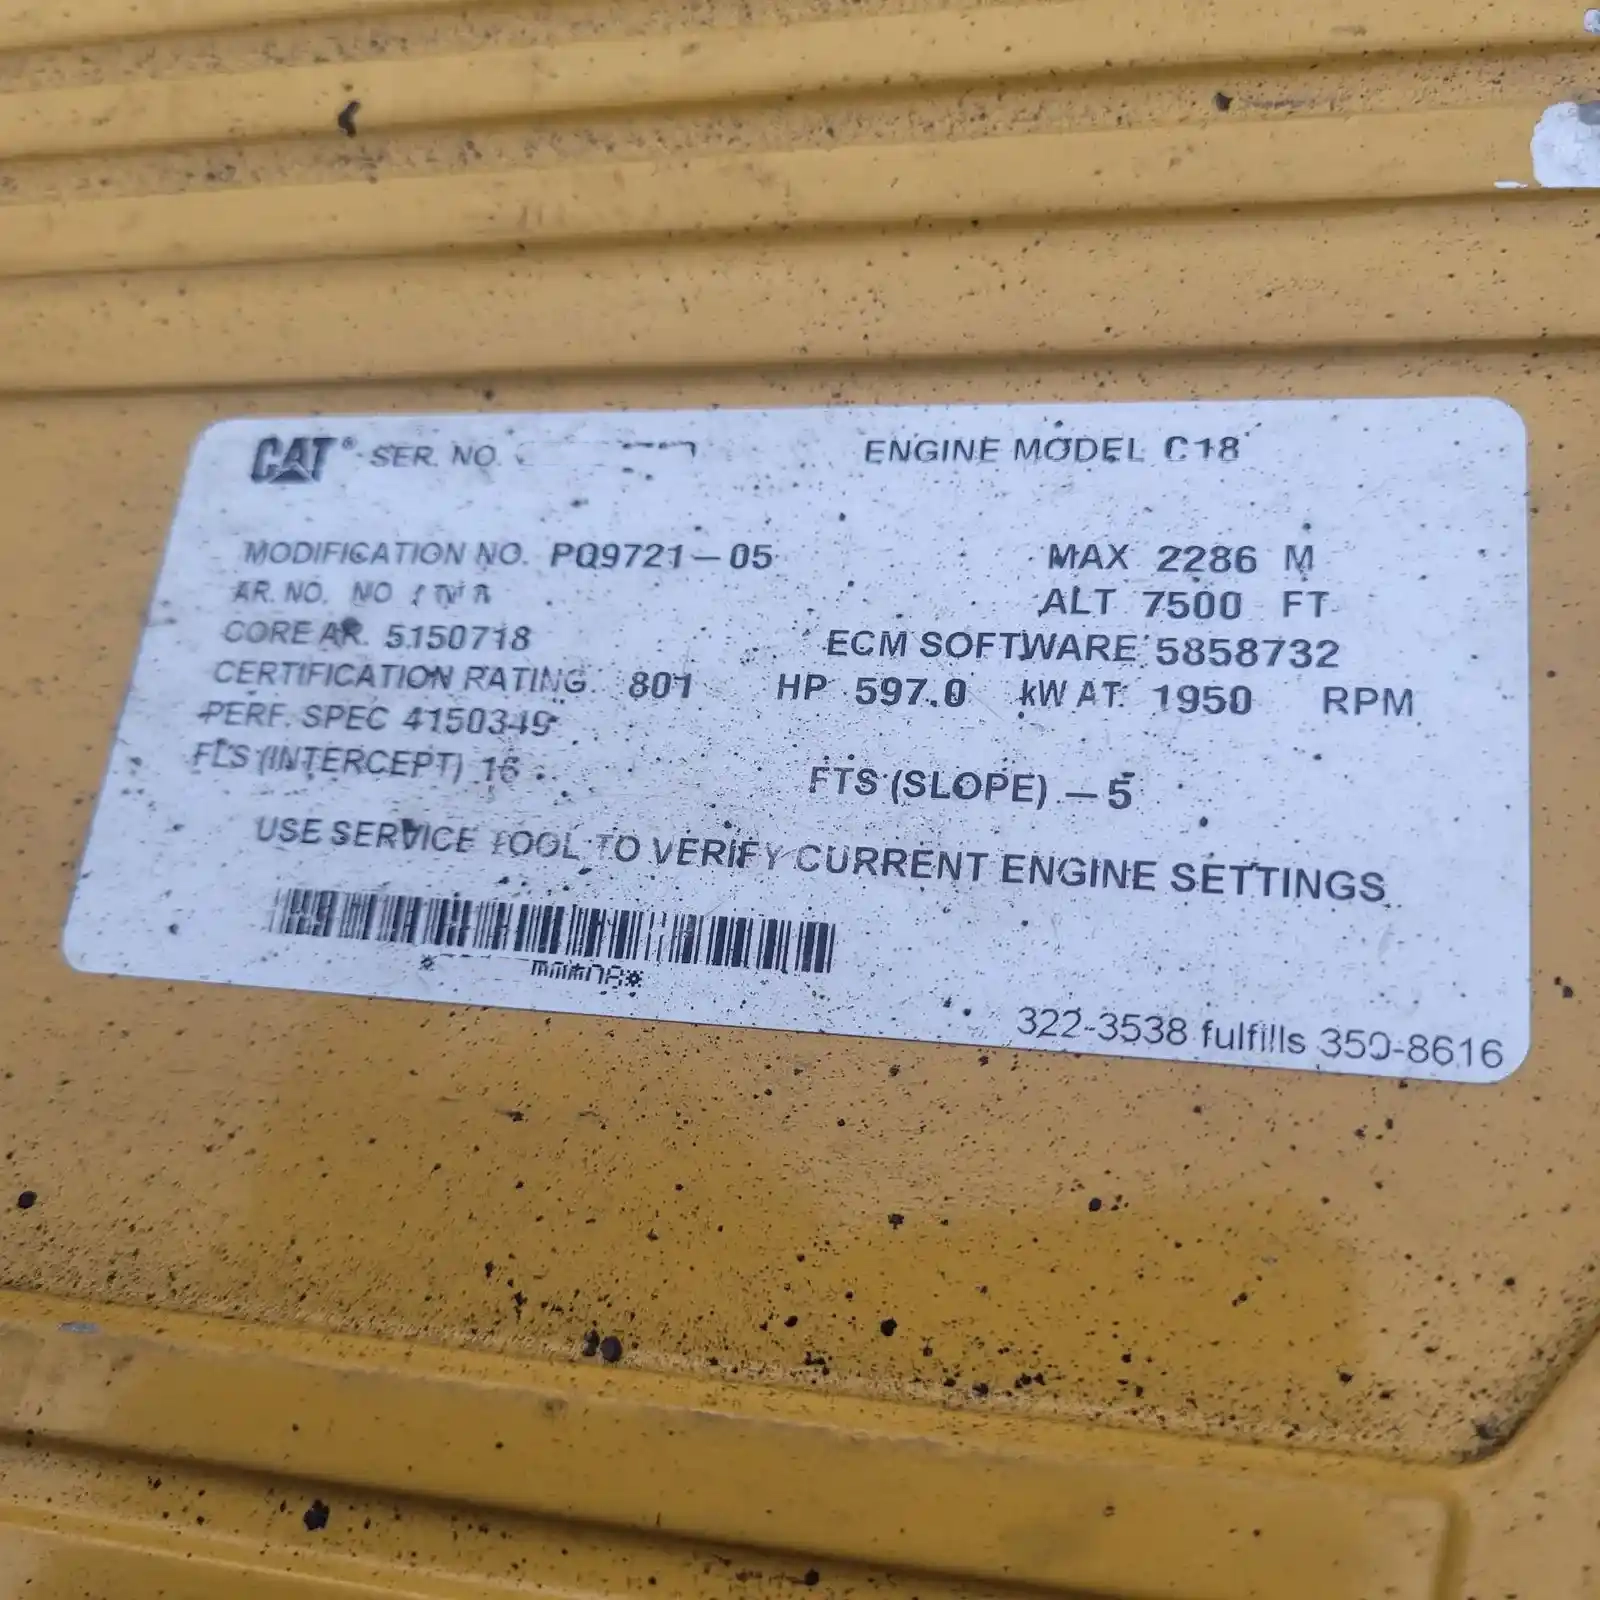 CAT® SER. NO.
ENGINE MODEL C18
MODIFICATION NO. PQ9721-05
MAX 2286 M
AR. NO. NO
ALT 7500 FT
CORE AR. 5150718
ECM SOFTWARE 5858732
CERTIFICATION RATING. 801 HP 597.0 kW AT. 1950 RPM
PERF. SPEC 4150349
FLS (INTERCEPT) 16
FTS (SLOPE) -5
USE SERVICE TOOL TO VERIFY CURRENT ENGINE SETTINGS
322-3538 fulfills 350-8616